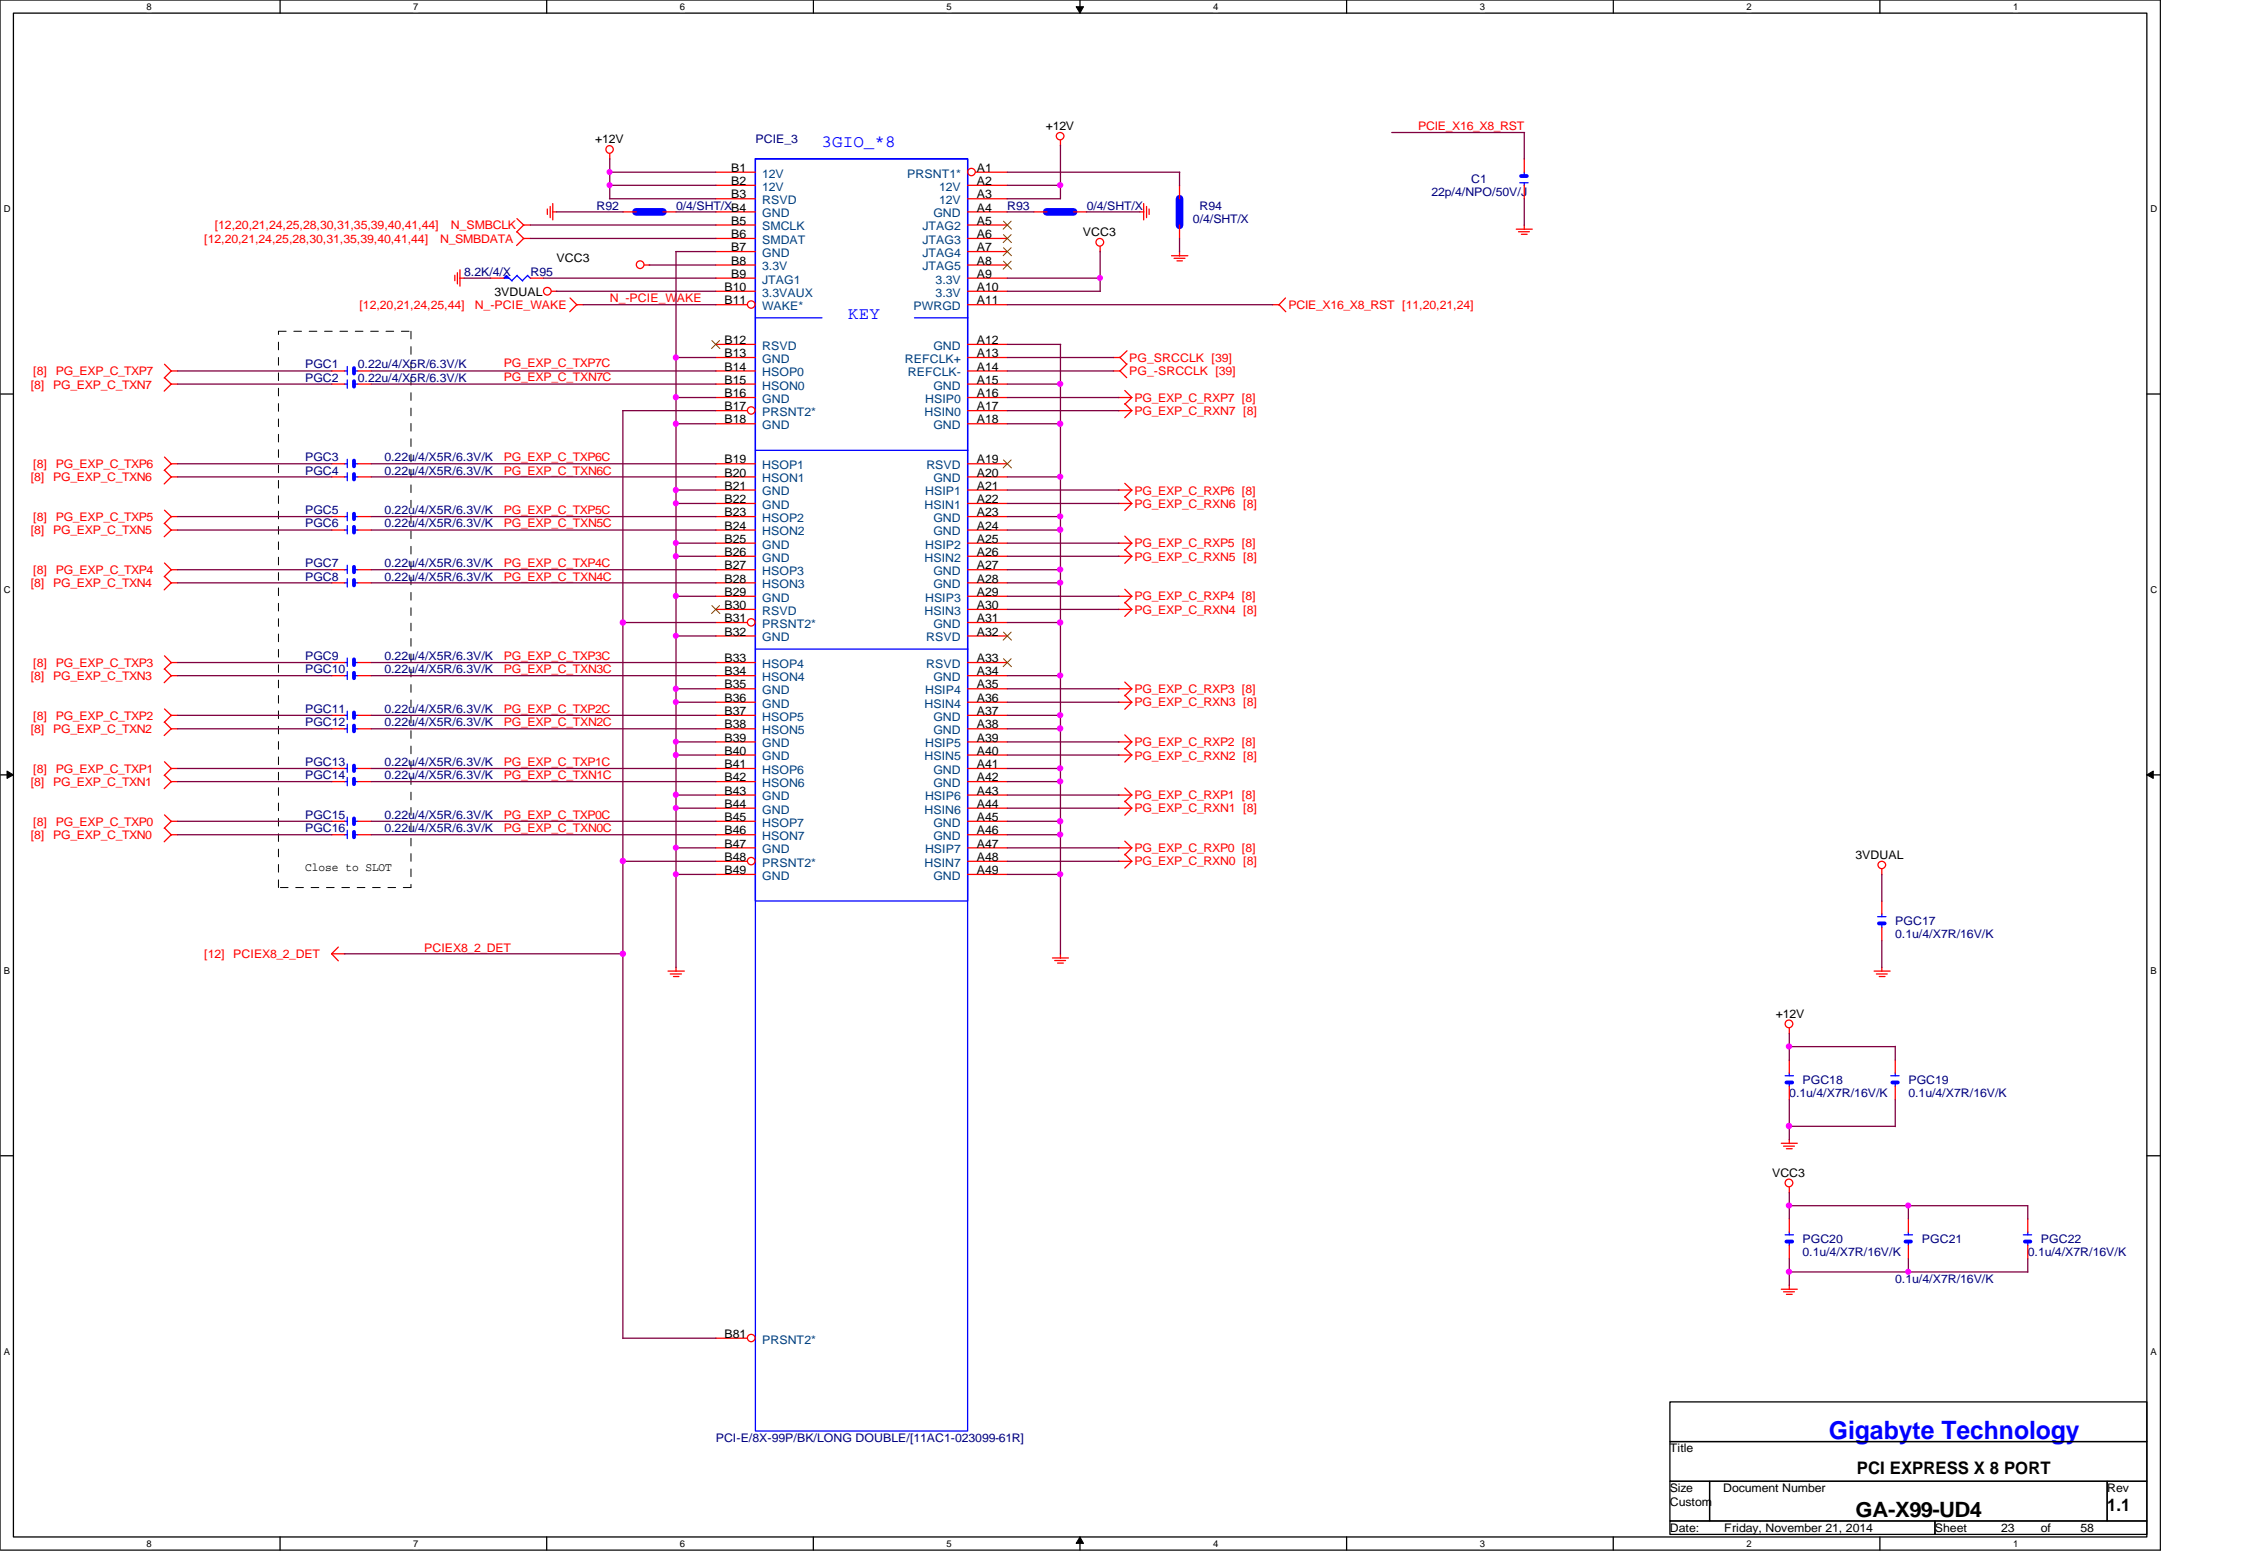 8 7 6 5 4 3 2 1
D
C
B
A
D
C
B
A
+12V
PCIE_3 3GIO_*8
+12V
PCIE_X16_X8_RST
C1
22p/4/NPO/50V/J
B1 12V PRSNT1* A1
B2 12V 12V A2
B3 RSVD 12V A3
R92 0/4/SHT/X B4 GND GND A4 R93 0/4/SHT/X
R94
0/4/SHT/X
[12,20,21,24,25,28,30,31,35,39,40,41,44] N_SMBCLK B5 SMCLK JTAG2 A5
[12,20,21,24,25,28,30,31,35,39,40,41,44] N_SMBDATA B6 SMDAT JTAG3 A6
VCC3
B7 GND JTAG4 A7
VCC3 B8 3.3V JTAG5 A8
8.2K/4/X R95 B9 JTAG1 3.3V A9
3VDUAL B10 3.3VAUX 3.3V A10
[12,20,21,24,25,44] N_-PCIE_WAKE N_-PCIE_WAKE B11 WAKE* PWRGD A11 PCIE_X16_X8_RST [11,20,21,24]
KEY
B12 RSVD GND A12
B13 GND REFCLK+ A13 PG_SRCCLK [39]
[8] PG_EXP_C_TXP7 PGC1 0.22u/4/X5R/6.3V/K PG_EXP_C_TXP7C B14 HSOP0 REFCLK- A14 PG_-SRCCLK [39]
[8] PG_EXP_C_TXN7 PGC2 0.22u/4/X5R/6.3V/K PG_EXP_C_TXN7C B15 HSON0 GND A15
B16 GND HSIP0 A16 PG_EXP_C_RXP7 [8]
B17 PRSNT2* HSIN0 A17 PG_EXP_C_RXN7 [8]
B18 GND GND A18
[8] PG_EXP_C_TXP6 PGC3 0.22u/4/X5R/6.3V/K PG_EXP_C_TXP6C B19 HSOP1 RSVD A19
[8] PG_EXP_C_TXN6 PGC4 0.22u/4/X5R/6.3V/K PG_EXP_C_TXN6C B20 HSON1 GND A20
B21 GND HSIP1 A21 PG_EXP_C_RXP6 [8]
B22 GND HSIN1 A22 PG_EXP_C_RXN6 [8]
[8] PG_EXP_C_TXP5 PGC5 0.22u/4/X5R/6.3V/K PG_EXP_C_TXP5C B23 HSOP2 GND A23
[8] PG_EXP_C_TXN5 PGC6 0.22u/4/X5R/6.3V/K PG_EXP_C_TXN5C B24 HSON2 GND A24
B25 GND HSIP2 A25 PG_EXP_C_RXP5 [8]
B26 GND HSIN2 A26 PG_EXP_C_RXN5 [8]
[8] PG_EXP_C_TXP4 PGC7 0.22u/4/X5R/6.3V/K PG_EXP_C_TXP4C B27 HSOP3 GND A27
[8] PG_EXP_C_TXN4 PGC8 0.22u/4/X5R/6.3V/K PG_EXP_C_TXN4C B28 HSON3 GND A28
B29 GND HSIP3 A29 PG_EXP_C_RXP4 [8]
B30 RSVD HSIN3 A30 PG_EXP_C_RXN4 [8]
B31 PRSNT2* GND A31
B32 GND RSVD A32
[8] PG_EXP_C_TXP3 PGC9 0.22u/4/X5R/6.3V/K PG_EXP_C_TXP3C B33 HSOP4 RSVD A33
[8] PG_EXP_C_TXN3 PGC10 0.22u/4/X5R/6.3V/K PG_EXP_C_TXN3C B34 HSON4 GND A34
B35 GND HSIP4 A35 PG_EXP_C_RXP3 [8]
B36 GND HSIN4 A36 PG_EXP_C_RXN3 [8]
[8] PG_EXP_C_TXP2 PGC11 0.22u/4/X5R/6.3V/K PG_EXP_C_TXP2C B37 HSOP5 GND A37
[8] PG_EXP_C_TXN2 PGC12 0.22u/4/X5R/6.3V/K PG_EXP_C_TXN2C B38 HSON5 GND A38
B39 GND HSIP5 A39 PG_EXP_C_RXP2 [8]
B40 GND HSIN5 A40 PG_EXP_C_RXN2 [8]
[8] PG_EXP_C_TXP1 PGC13 0.22u/4/X5R/6.3V/K PG_EXP_C_TXP1C B41 HSOP6 GND A41
[8] PG_EXP_C_TXN1 PGC14 0.22u/4/X5R/6.3V/K PG_EXP_C_TXN1C B42 HSON6 GND A42
B43 GND HSIP6 A43 PG_EXP_C_RXP1 [8]
B44 GND HSIN6 A44 PG_EXP_C_RXN1 [8]
[8] PG_EXP_C_TXP0 PGC15 0.22u/4/X5R/6.3V/K PG_EXP_C_TXP0C B45 HSOP7 GND A45
[8] PG_EXP_C_TXN0 PGC16 0.22u/4/X5R/6.3V/K PG_EXP_C_TXN0C B46 HSON7 GND A46
B47 GND HSIP7 A47 PG_EXP_C_RXP0 [8]
B48 PRSNT2* HSIN7 A48 PG_EXP_C_RXN0 [8]
B49 GND GND A49
Close to SLOT
[12] PCIEX8_2_DET PCIEX8_2_DET
B81 PRSNT2*
PCI-E/8X-99P/BK/LONG DOUBLE/[11AC1-023099-61R]
3VDUAL
PGC17
0.1u/4/X7R/16V/K
+12V
PGC18 PGC19
0.1u/4/X7R/16V/K 0.1u/4/X7R/16V/K
VCC3
PGC20 PGC21 PGC22
0.1u/4/X7R/16V/K 0.1u/4/X7R/16V/K
0.1u/4/X7R/16V/K
Gigabyte Technology
Title
PCI EXPRESS X 8 PORT
Size Document Number Rev
Custom GA-X99-UD4 1.1
Date: Friday, November 21, 2014 Sheet 23 of 58
8 7 6 5 4 3 2 1